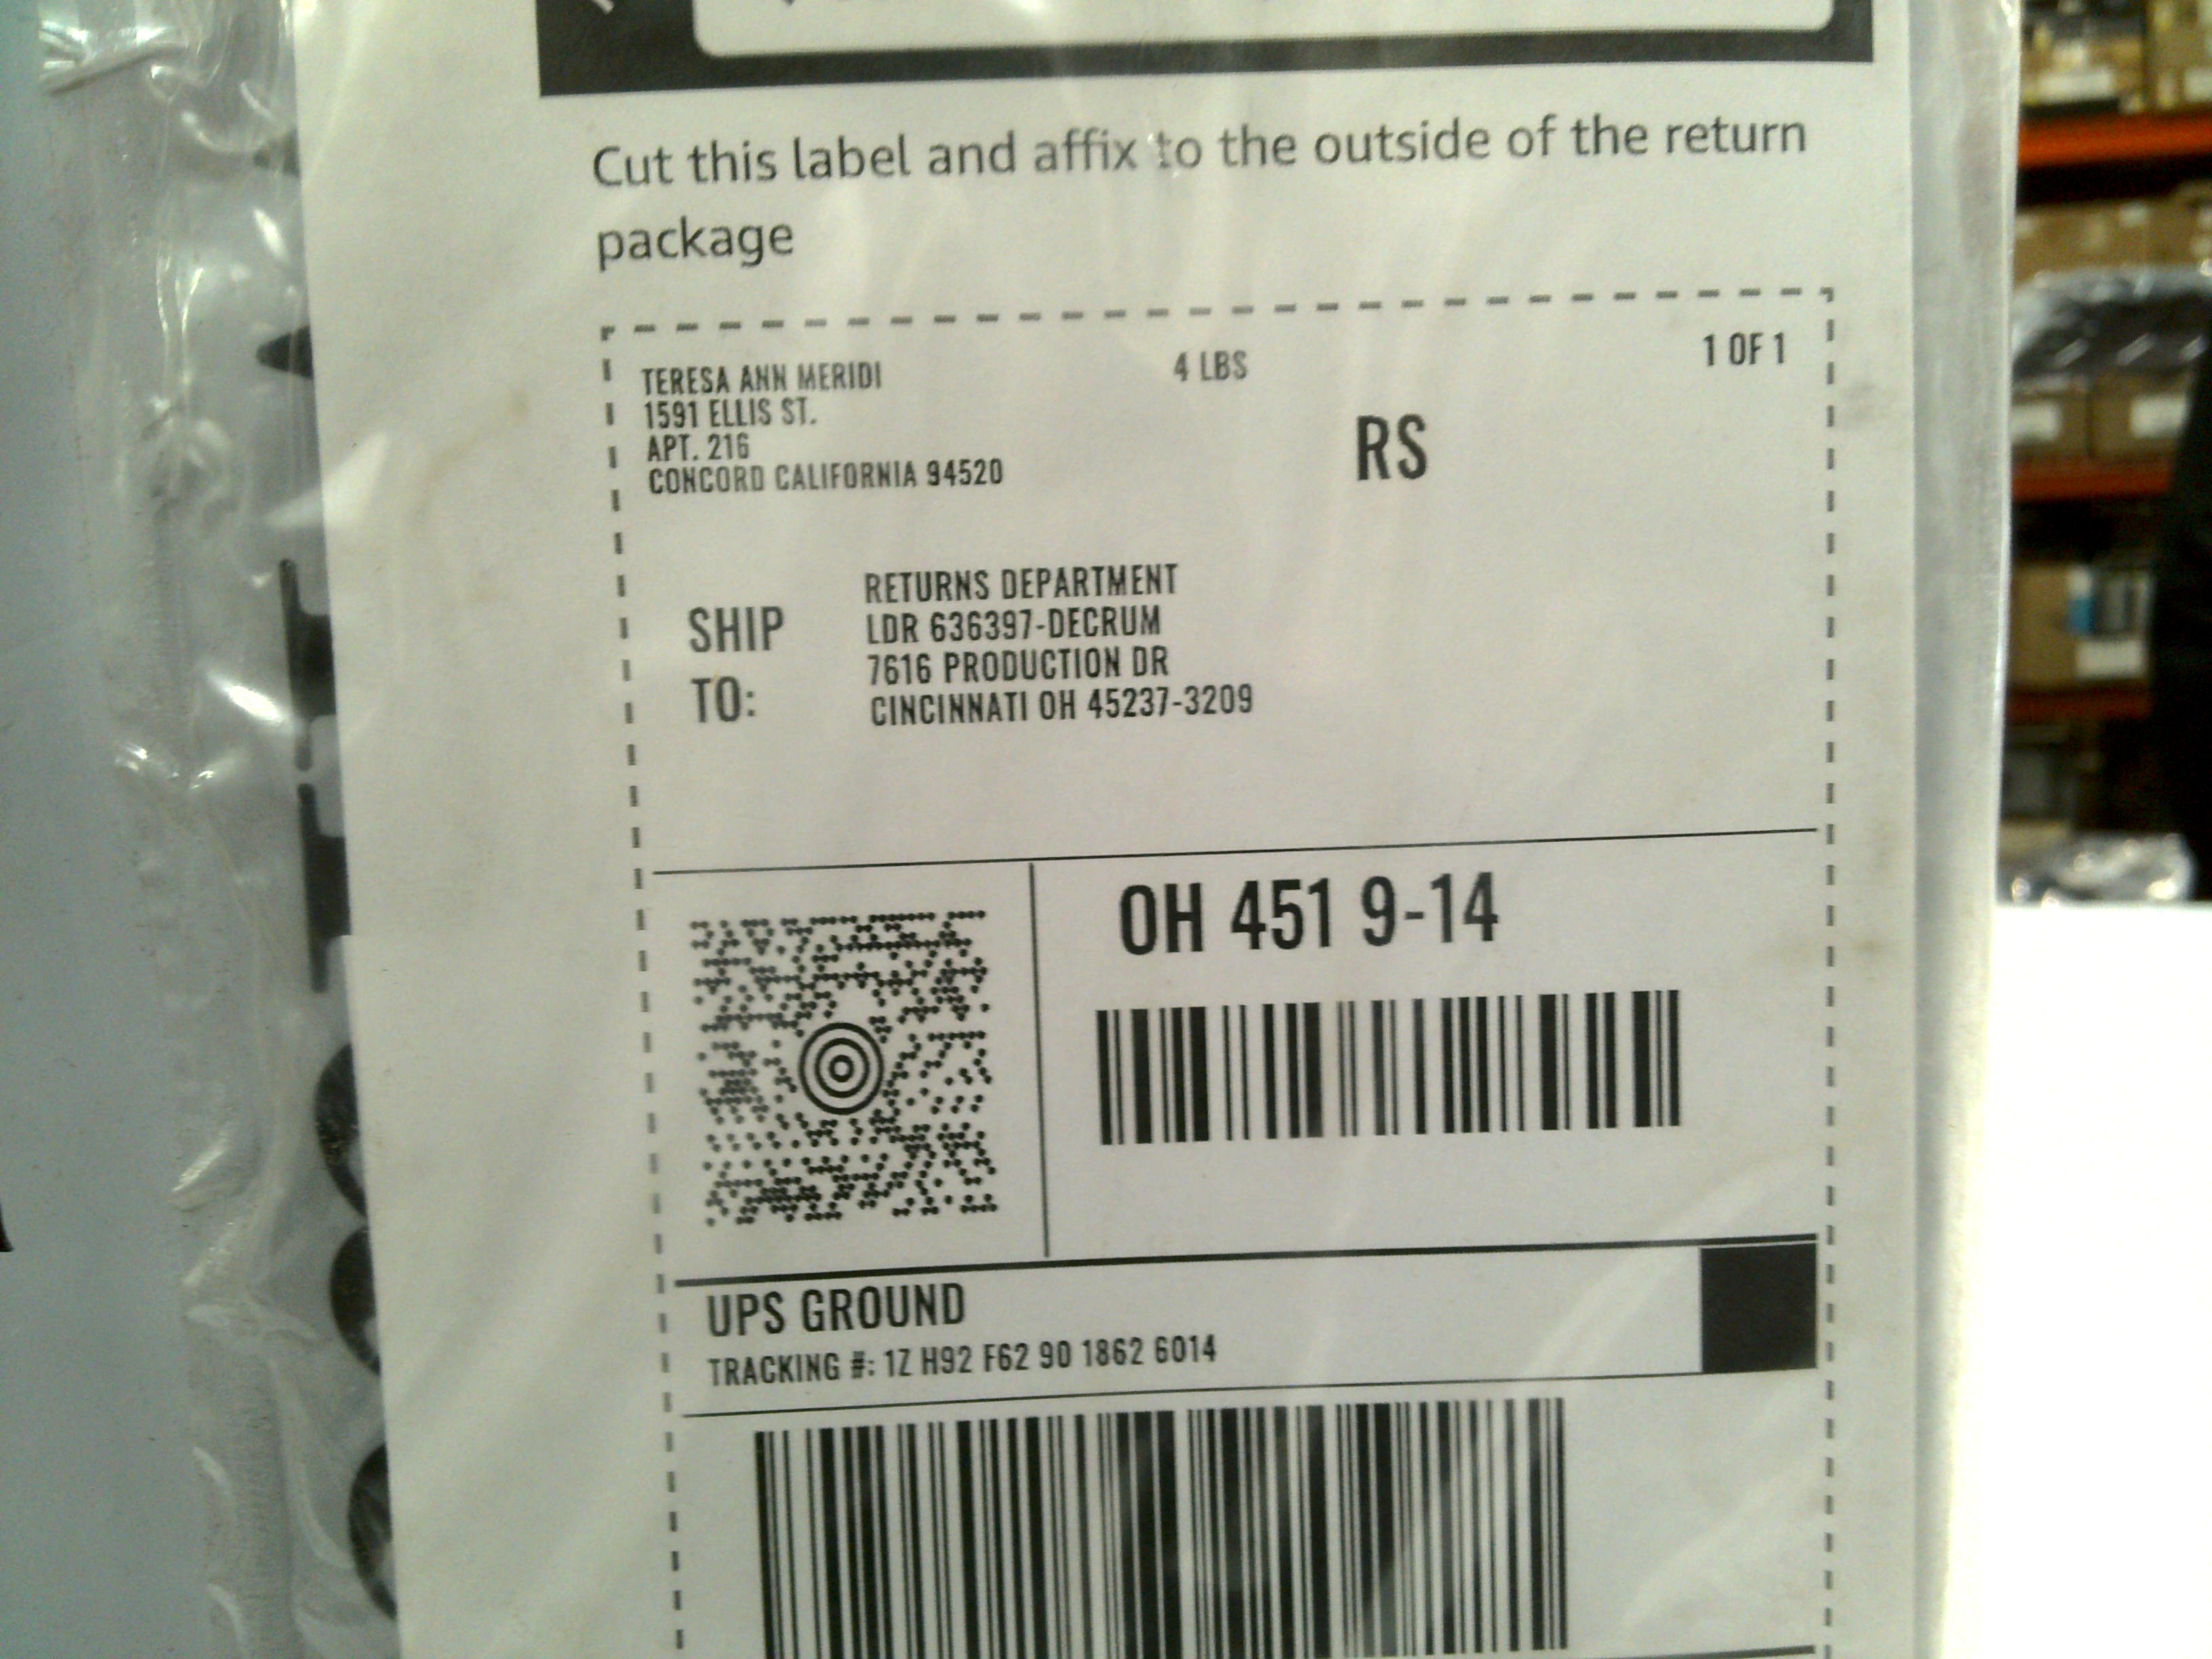 Cut this label and affix to the outside of the return
package
TERESA ANN MERIDI
1591 ELLIS ST.
APT. 216
CONCORD CALIFORNIA 94520
4 LBS
1 OF 1
RS
SHIP
TO:
RETURNS DEPARTMENT
LDR 636397-DECRUM
7616 PRODUCTION DR
CINCINNATI OH 45237-3209
OH 451 9-14
UPS GROUND
TRACKING #: 1Z H92 F62 90 1862 6014